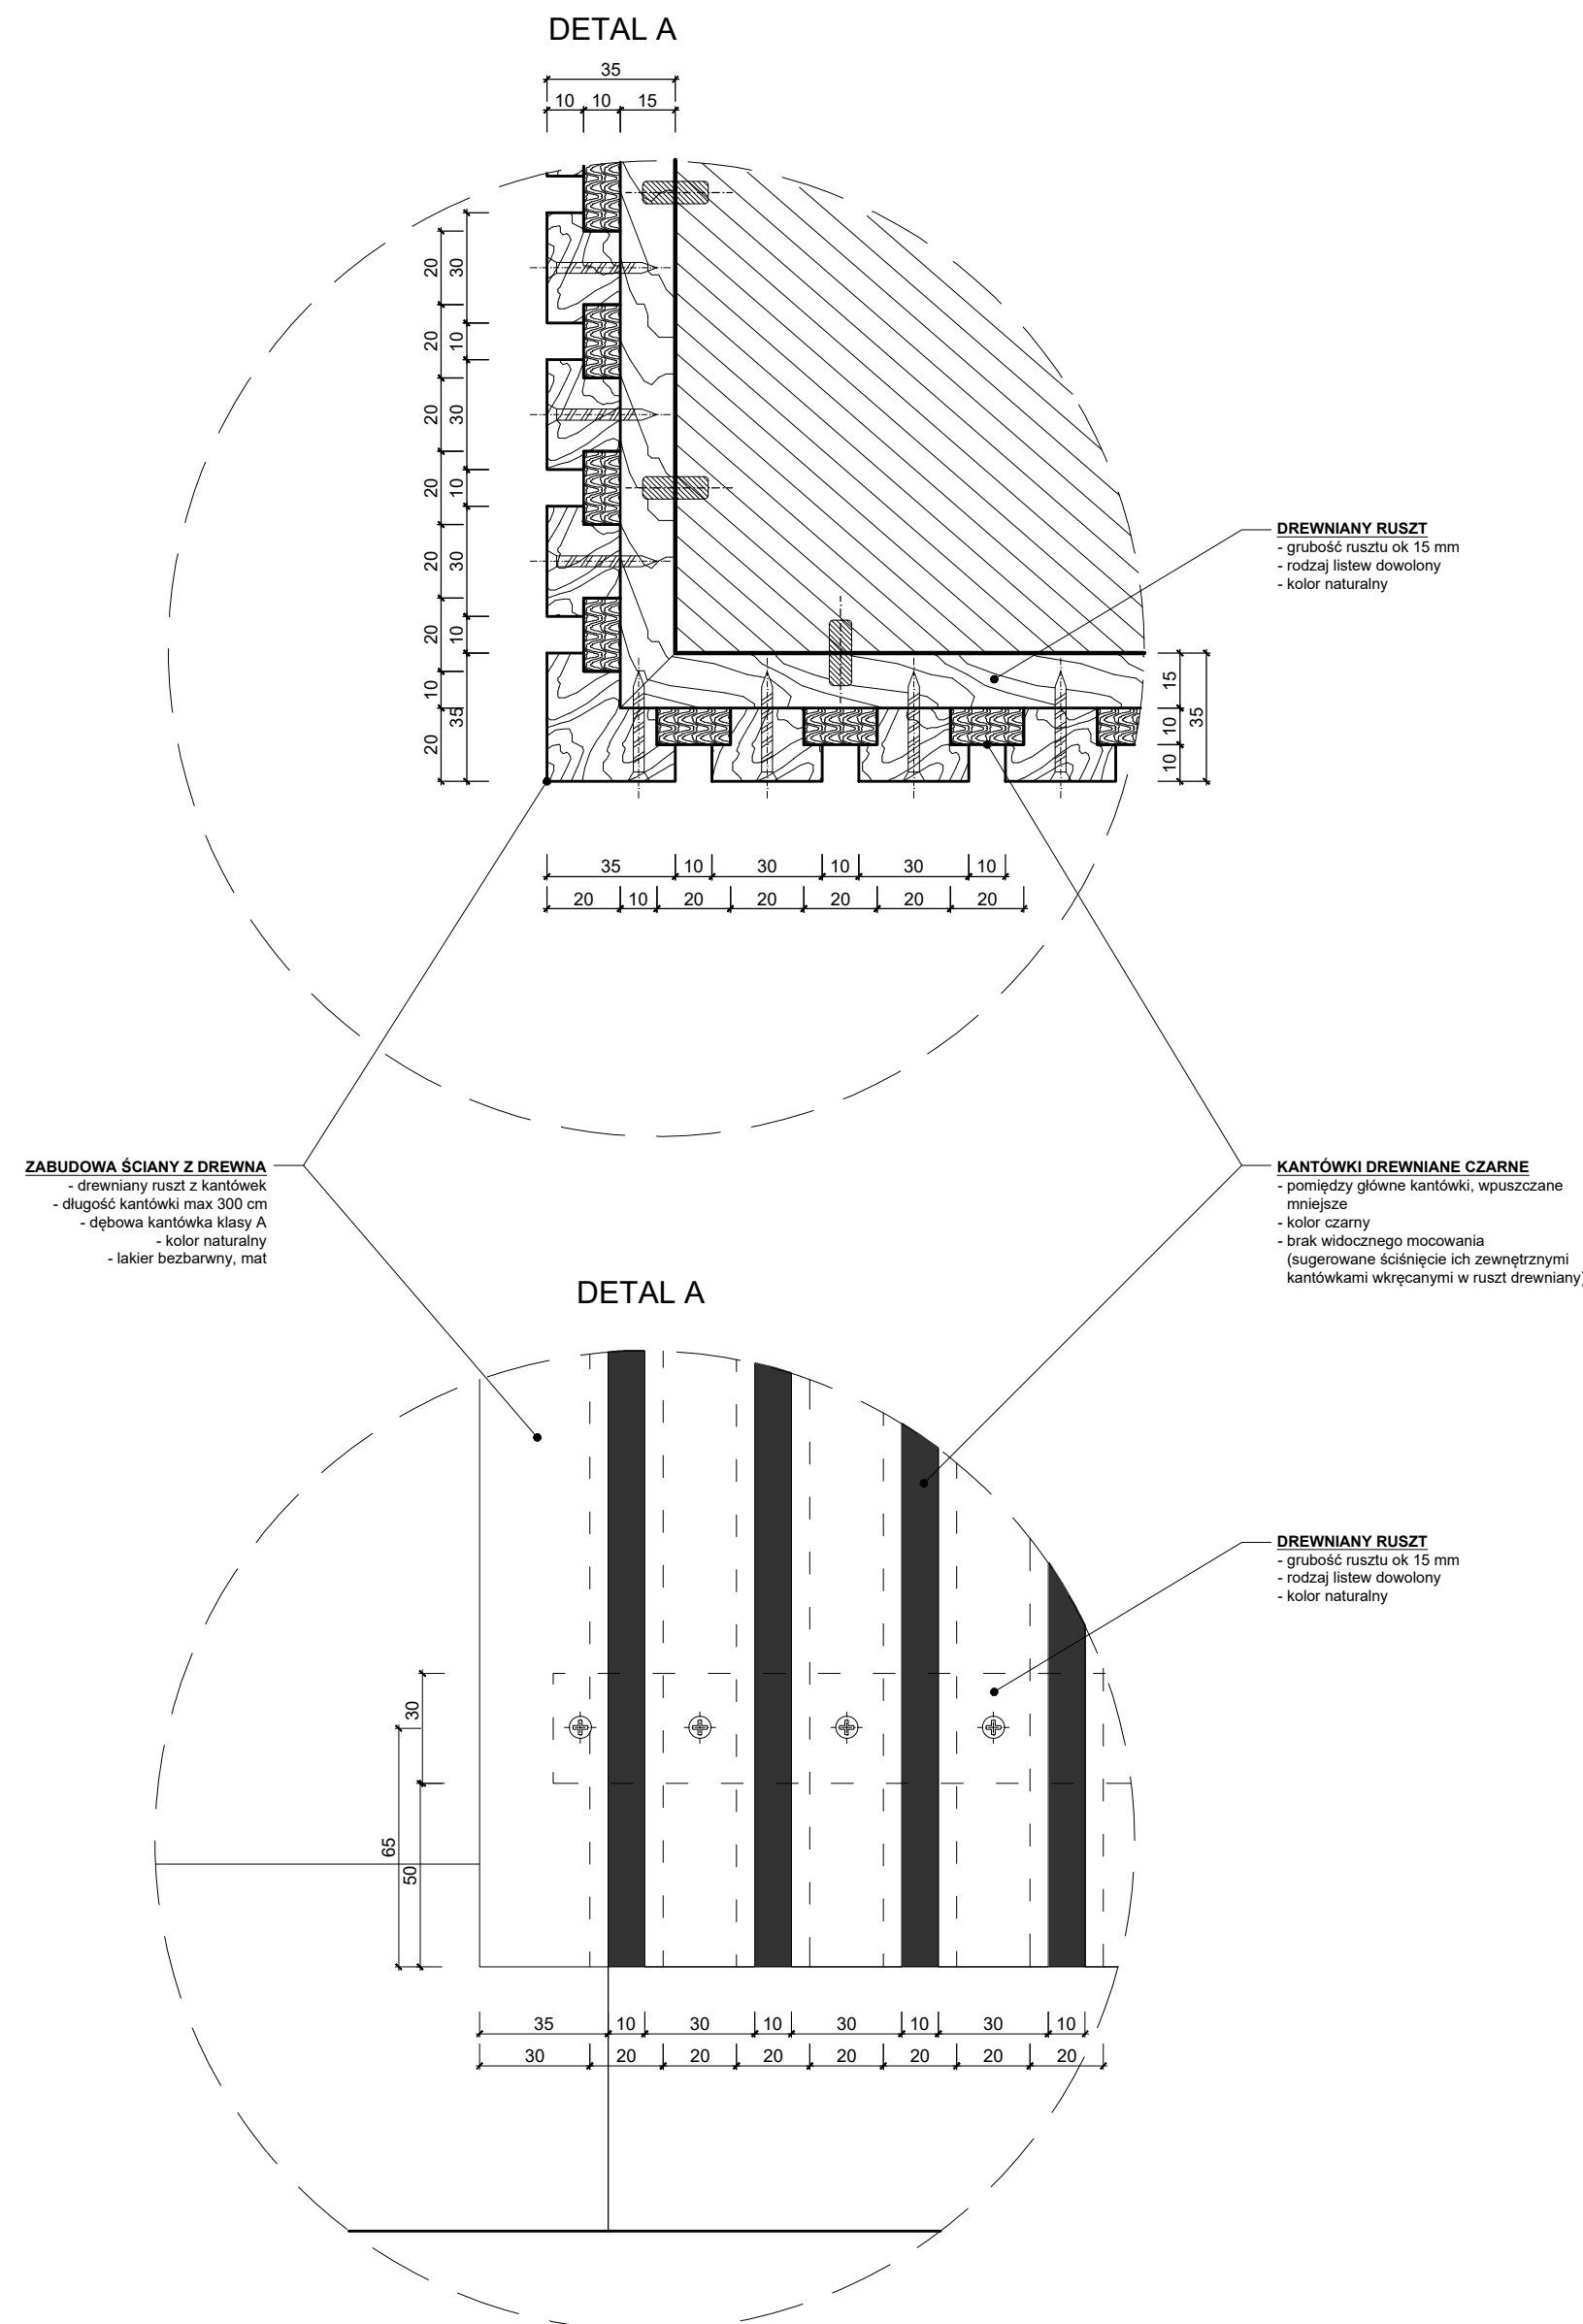 DETAL A
35
10 10 15
20 30
20 10
20 30
20 10
20 30
20 10
10 35
20
15
10 35
10
DREWNIANY RUSZT
- grubość rusztu ok 15 mm
- rodzaj listew dowolony
- kolor naturalny
35 10 30 10 30 10
20 10 20 20 20 20 20
ZABUDOWA ŚCIANY Z DREWNA
- drewniany ruszt z kantówek
- długość kantówki max 300 cm
- dębowa kantówka klasy A
- kolor naturalny
- lakier bezbarwny, mat
KANTÓWKI DREWNIANE CZARNE
- pomiędzy główne kantówki, wpuszczane
mniejsze
- kolor czarny
- brak widocznego mocowania
(sugerowane ściśnięcie ich zewnętrznymi
kantówkami wkręcanymi w ruszt drewniany)
DETAL A
DREWNIANY RUSZT
- grubość rusztu ok 15 mm
- rodzaj listew dowolony
- kolor naturalny
30
65
50
35 10 30 10 30 10 30 10
30 20 20 20 20 20 20 20